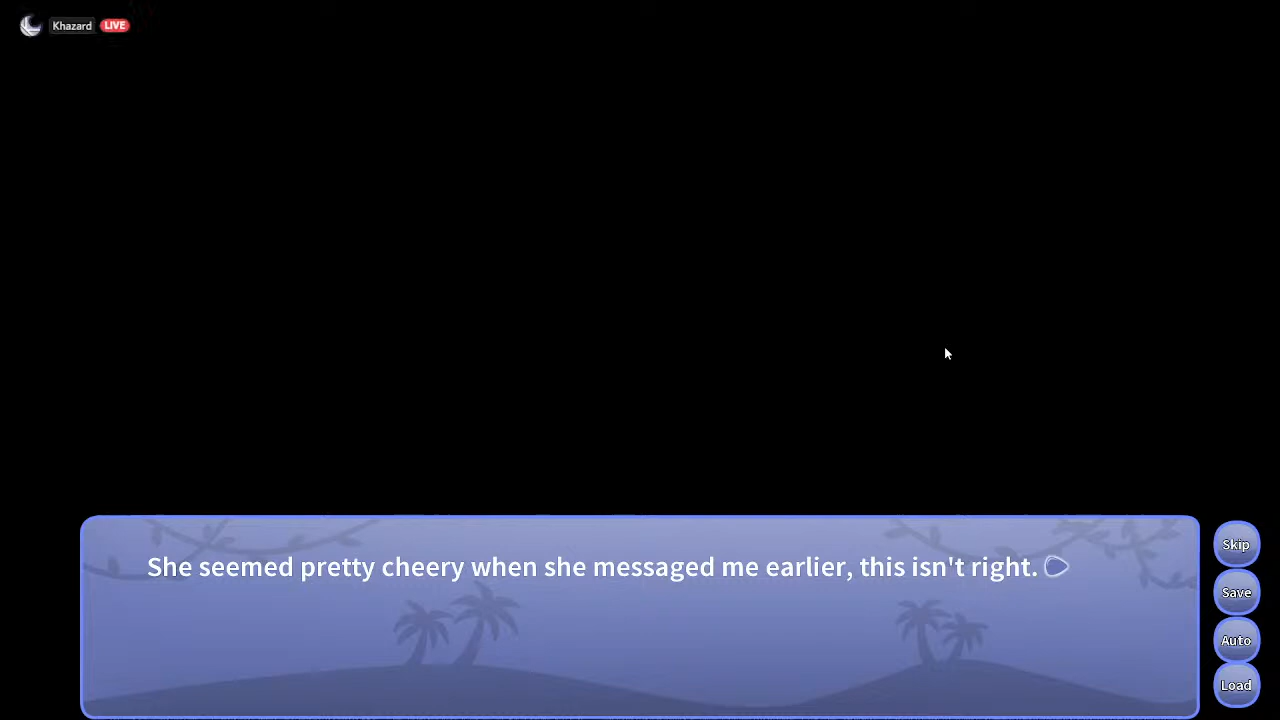 Khazard LIVE
She seemed pretty cheery when she messaged me earlier, this isn't right.
Skip
Save
Auto
Load